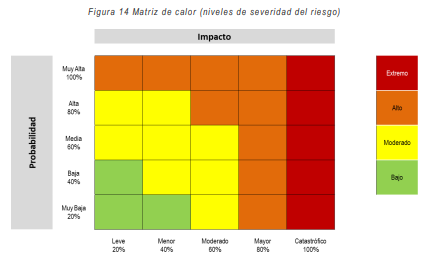 Figura 14 Matriz de calor (niveles de severidad del riesgo)
Impacto
Probabilidad
Muy Alta
100%
Alta
80%
Media
60%
Baja
40%
Muy Baja
20%
Leve
20%
Menor
40%
Moderado
60%
Mayor
80%
Catastrófico
100%
Extremo
Alto
Moderado
Bajo